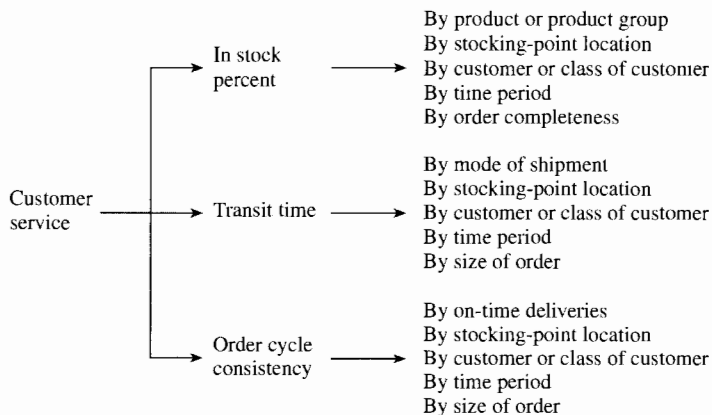 Customer
service
In stock
percent
By product or product group
By stocking-point location
By customer or class of customer
By time period
By order completeness
Transit time
By mode of shipment
By stocking-point location
By customer or class of customer
By time period
By size of order
Order cycle
consistency
By on-time deliveries
By stocking-point location
By customer or class of customer
By time period
By size of order